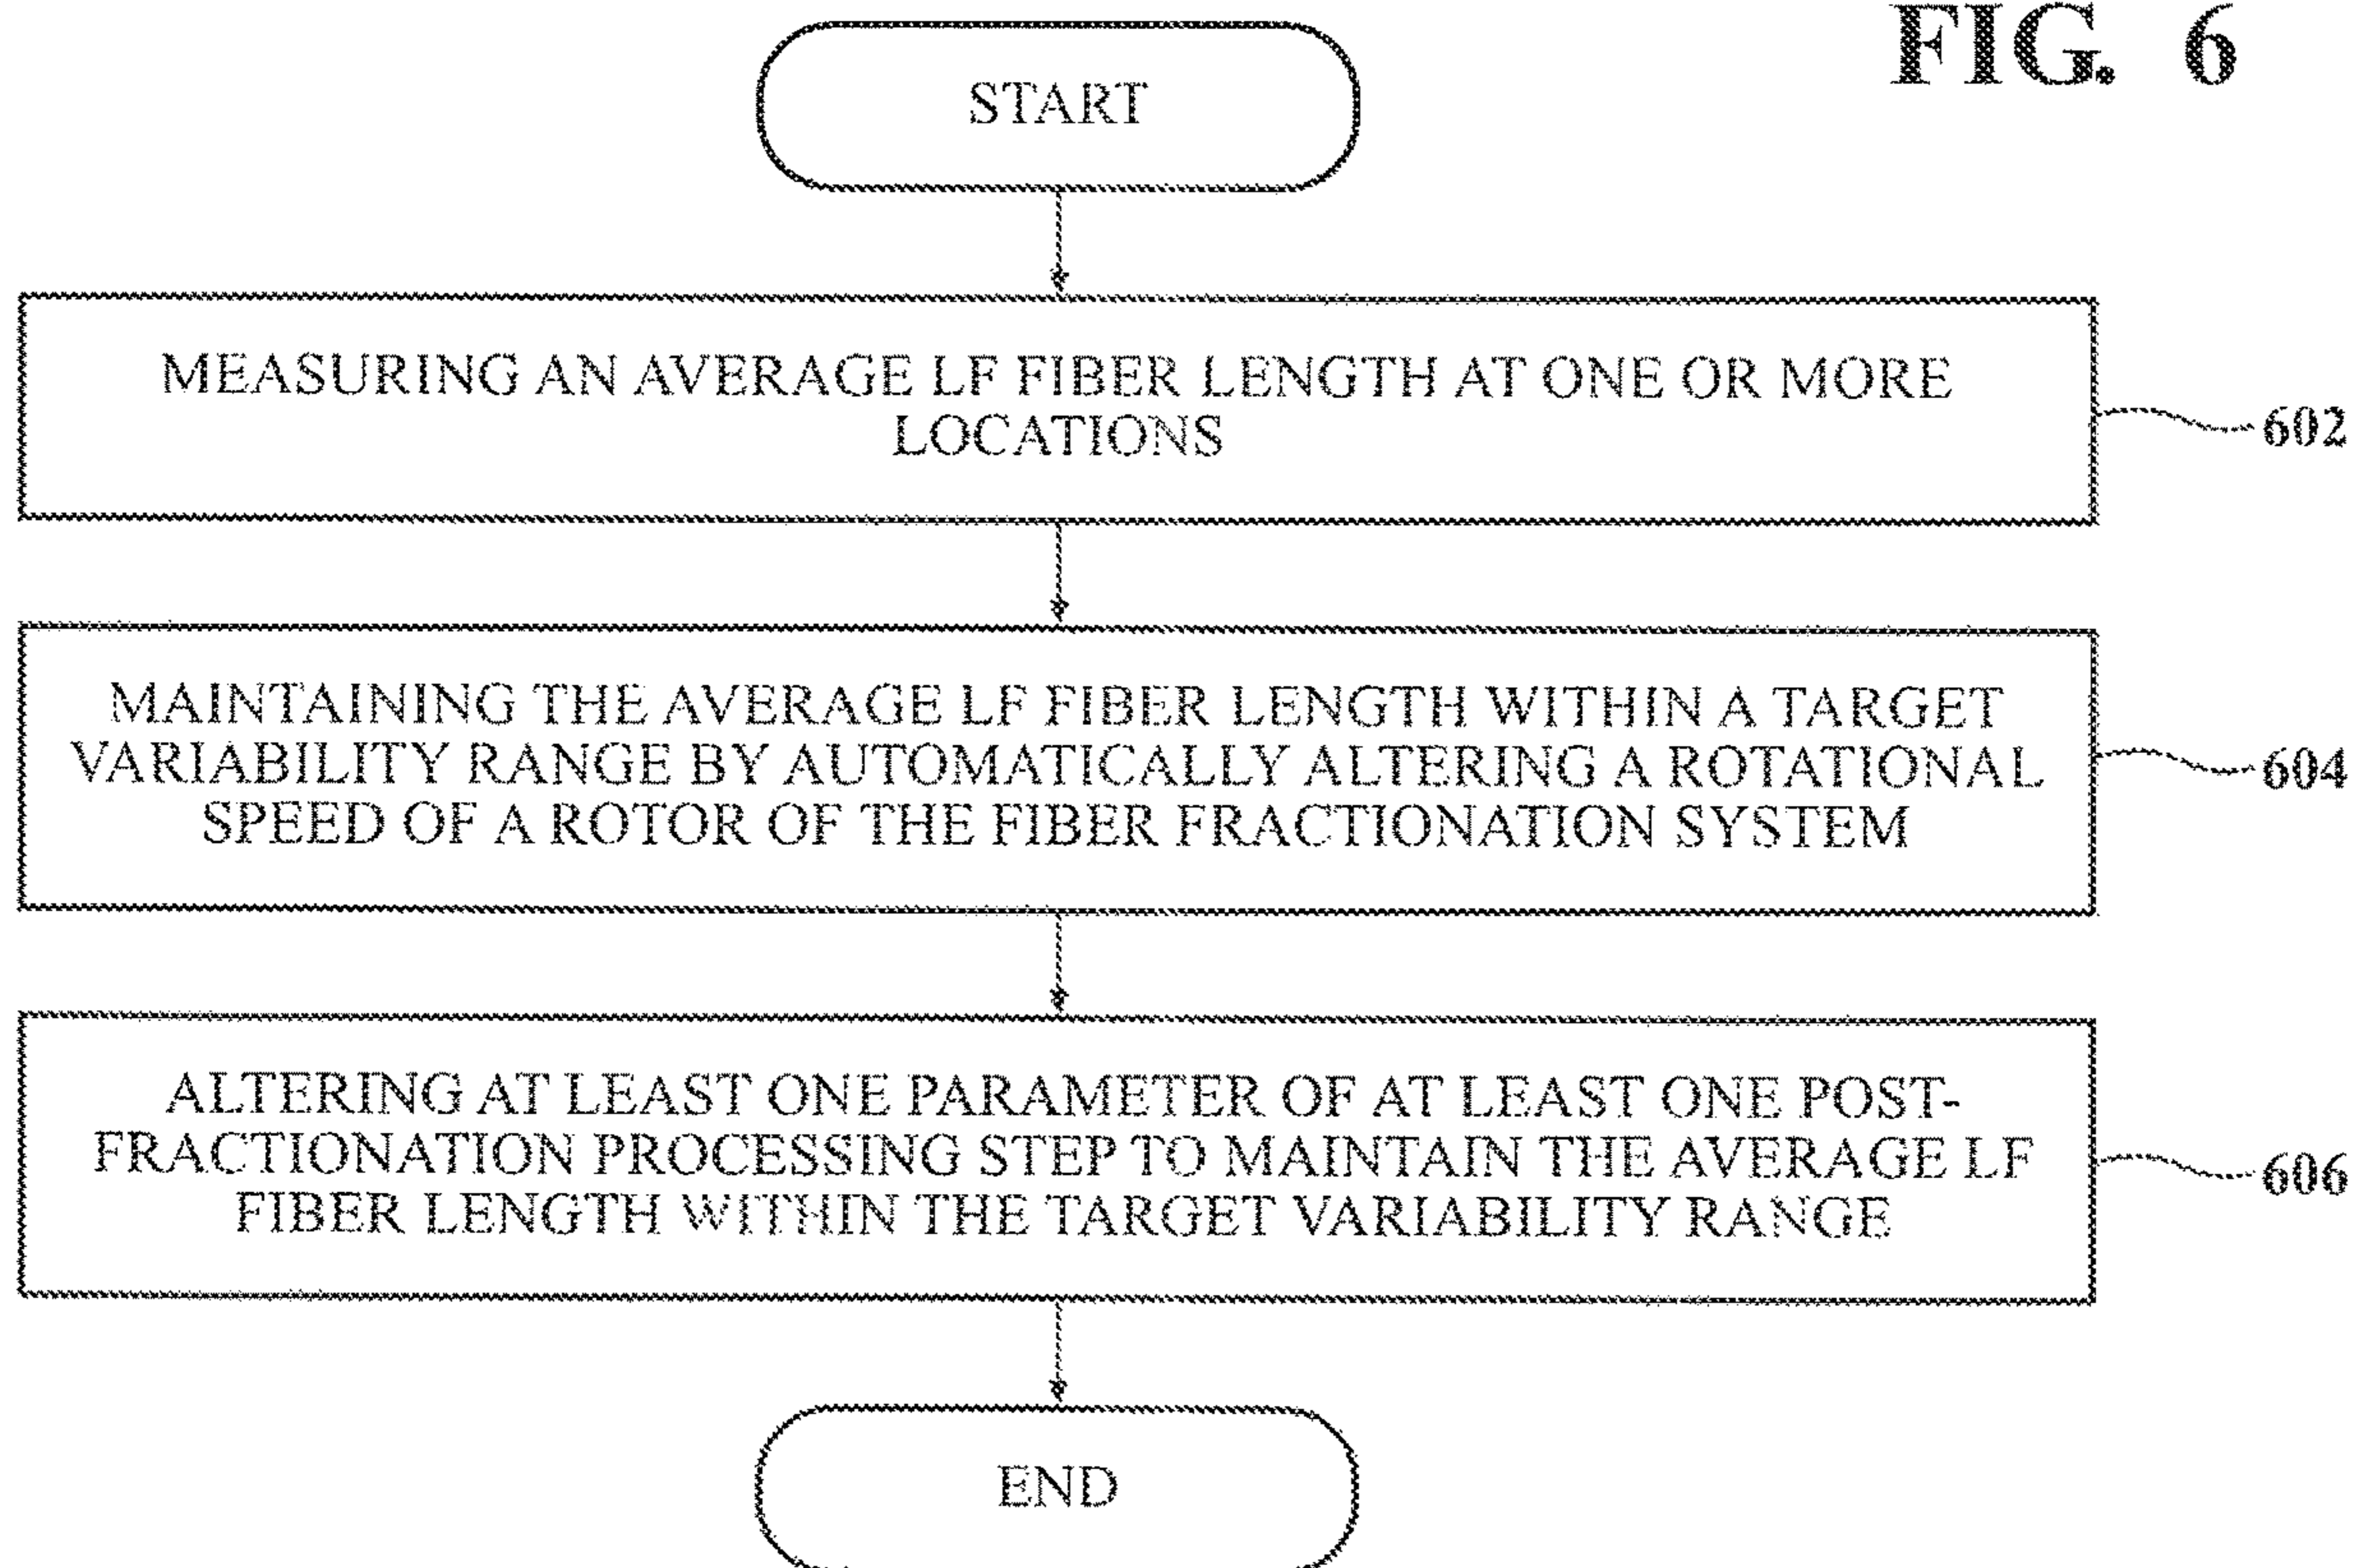 FIG. 6
START
MEASURING AN AVERAGE LF FIBER LENGTH AT ONE OR MORE
LOCATIONS
602
MAINTAINING THE AVERAGE LF FIBER LENGTH WITHIN A TARGET
VARIABILITY RANGE BY AUTOMATICALLY ALTERING A ROTATIONAL
SPEED OF A ROTOR OF THE FIBER FRACTIONATION SYSTEM
604
ALTERING AT LEAST ONE PARAMETER OF AT LEAST ONE POST-
FRACTIONATION PROCESSING STEP TO MAINTAIN THE AVERAGE LF
FIBER LENGTH WITHIN THE TARGET VARIABILITY RANGE
606
END